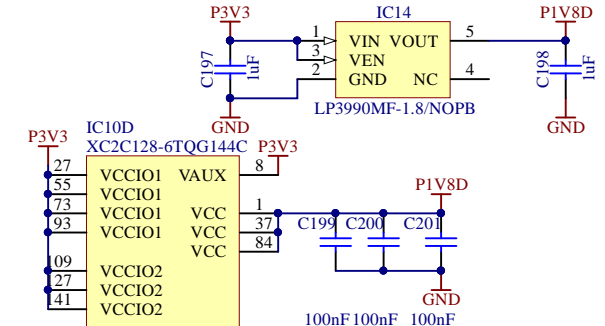 P3V3 IC14 P1V8D
1 VIN VOUT 5
3 VEN
2 GND NC 4
C197 1uF C198 1uF
LP3990MF-1.8/NOPB
GND GND
IC10D
P3V3 XC2C128-6TQG144C P3V3
27 VCCIO1 VAUX 8
55 VCCIO1
73 VCCIO1 VCC 1
93 VCCIO1 VCC 37
VCC 84
109 VCCIO2
127 VCCIO2
141 VCCIO2
P1V8D
C199 C200 C201
GND
100nF 100nF 100nF